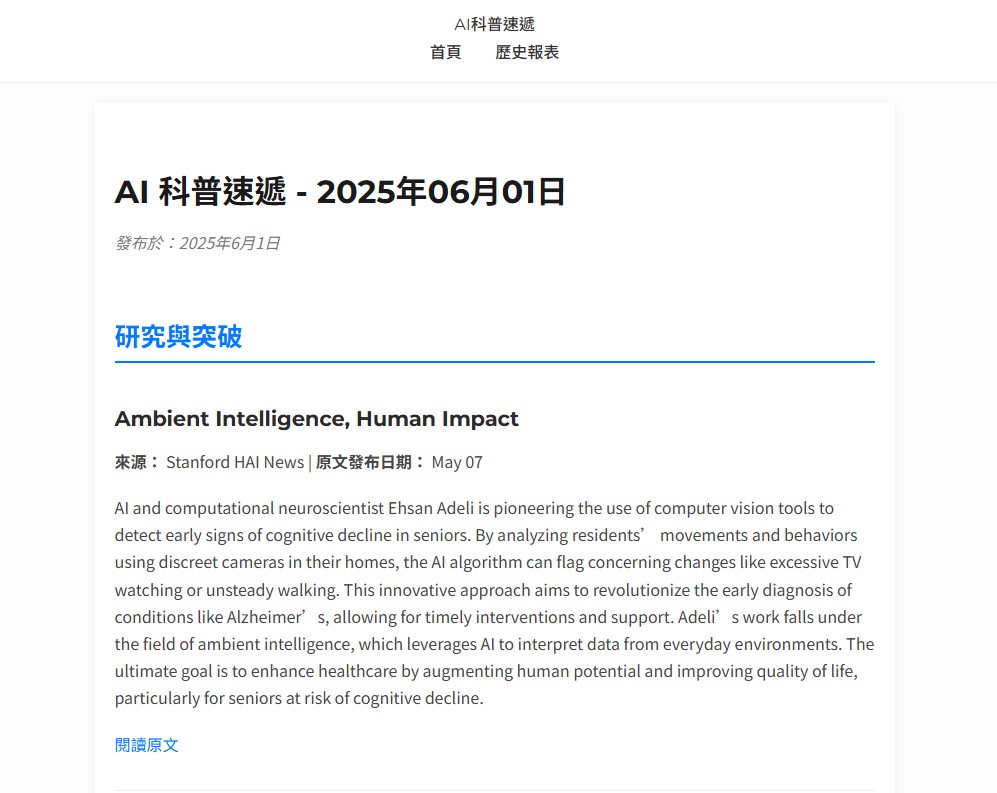 AI科普速遞
首頁 歷史報表
AI 科普速遞 - 2025年06月01日
發布於：2025年6月1日
研究與突破
Ambient Intelligence, Human Impact
來源： Stanford HAI News | 原文發布日期： May 07
AI and computational neuroscientist Ehsan Adeli is pioneering the use of computer vision tools to
detect early signs of cognitive decline in seniors. By analyzing residents’ movements and behaviors
using discreet cameras in their homes, the AI algorithm can flag concerning changes like excessive TV
watching or unsteady walking. This innovative approach aims to revolutionize the early diagnosis of
conditions like Alzheimer’s, allowing for timely interventions and support. Adeli’s work falls under
the field of ambient intelligence, which leverages AI to interpret data from everyday environments. The
ultimate goal is to enhance healthcare by augmenting human potential and improving quality of life,
particularly for seniors at risk of cognitive decline.
閱讀原文